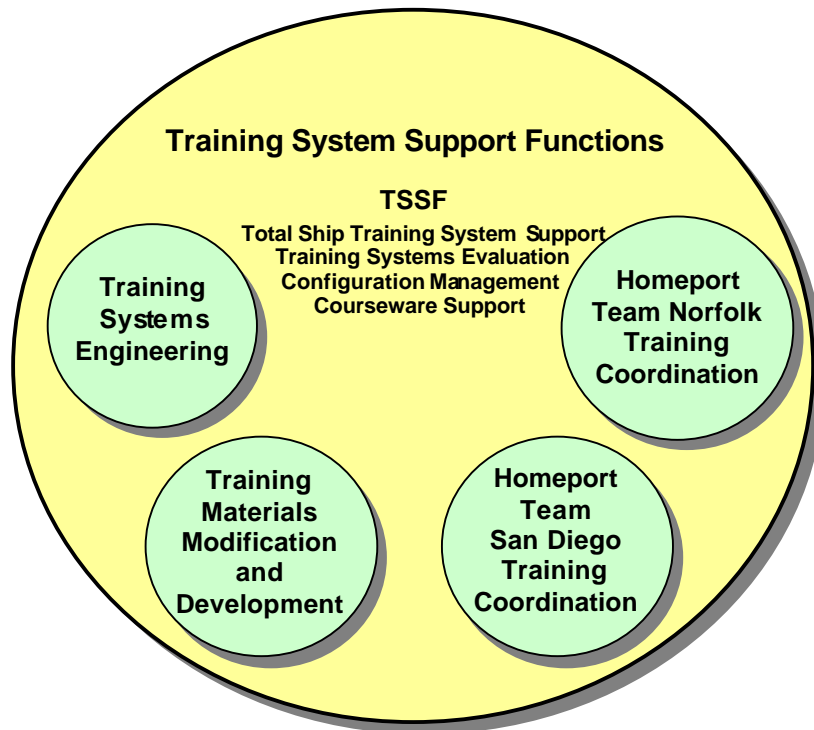 Training System Support Functions
TSSF
Total Ship Training System Support
Training Systems Evaluation
Configuration Management
Courseware Support
Training
Systems
Engineering
Homeport
Team Norfolk
Training
Coordination
Training
Materials
Modification
and
Development
Homeport
Team
San Diego
Training
Coordination